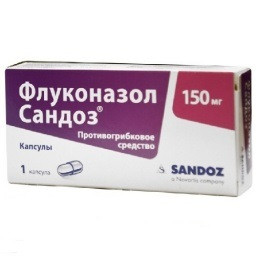 Флуконазол
Сандоз®
150 мг
Противогрибковое
средство
Капсулы
1 капсула
SANDOZ
a Novartis company